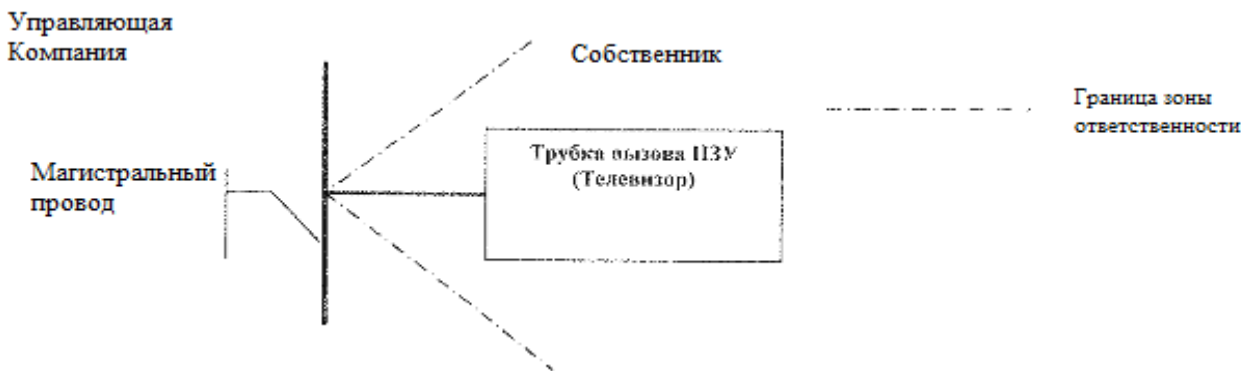 Управляющая
Компания
Собственник
Граница зоны
ответственности
Трубка вызова ПЗУ
(Телевизор)
Магистральный
провод